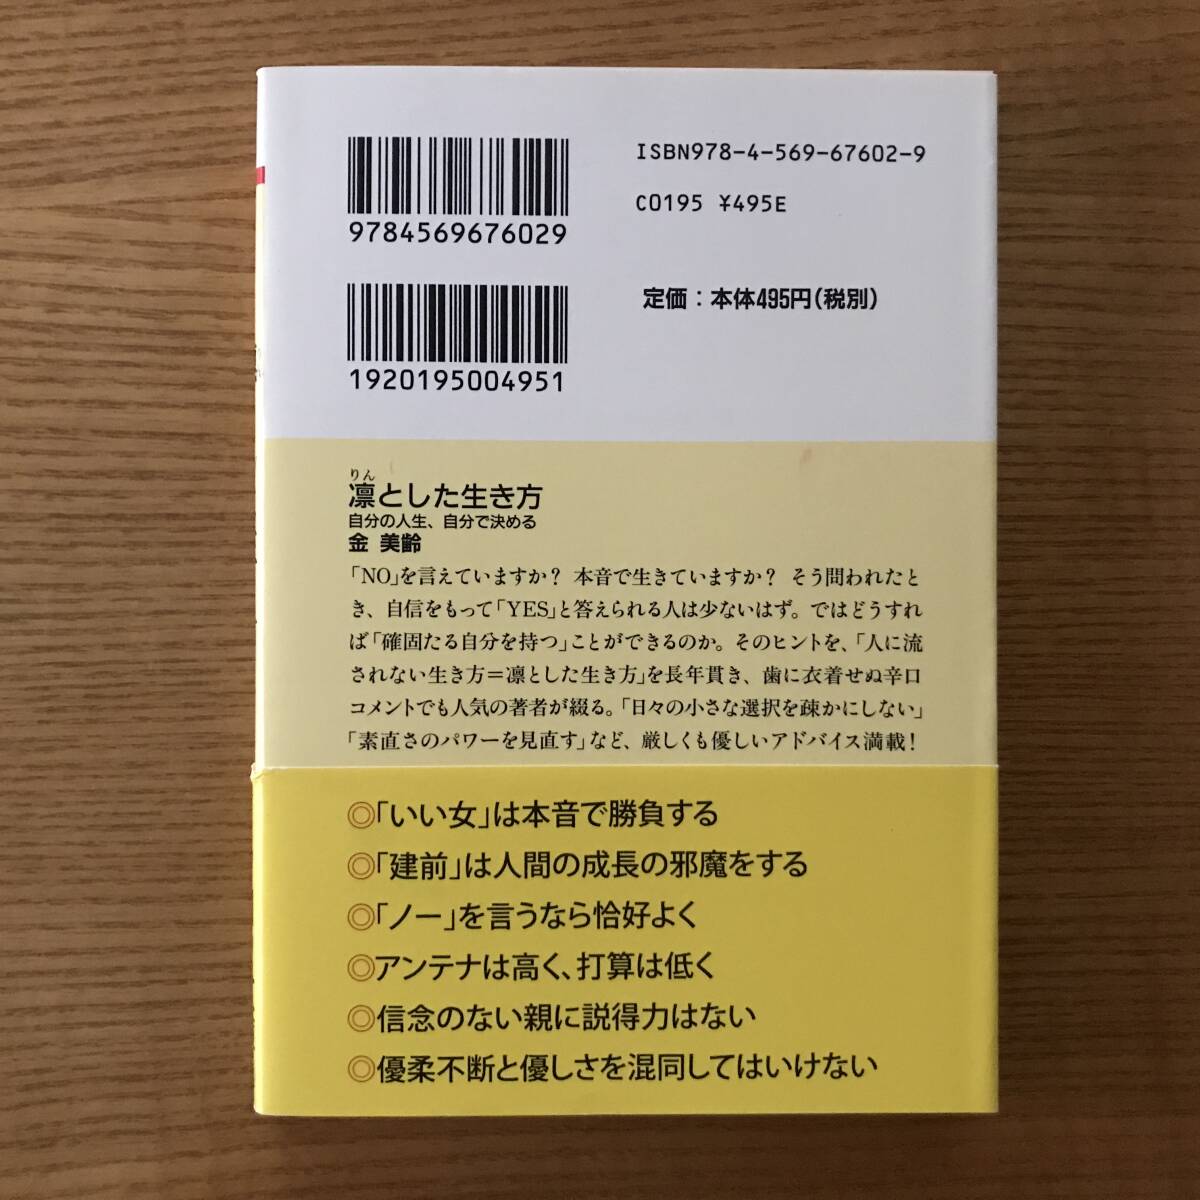 ISBN978-4-569-67602-9
C0195 ¥495E
9784569676029
定価：本体495円(税別)
1920195004951
りん
凛とした生き方
自分の人生、自分で決める
金 美齢
「NO」を言えていますか? 本音で生きていますか? そう問われたと
き、自信をもって「YES」と答えられる人は少ないはず。ではどうすれ
ば「確固たる自分を持つ」ことができるのか。そのヒントを、「人に流
されない生き方＝凛とした生き方」を長年貫き、歯に衣着せぬ辛口
コメントでも人気の著者が綴る。「日々の小さな選択を疎かにしない」
「素直さのパワーを見直す」など、厳しくも優しいアドバイス満載!
◎「いい女」は本音で勝負する
◎「建前」は人間の成長の邪魔をする
◎「ノー」を言うなら恰好よく
◎アンテナは高く、打算は低く
◎信念のない親に説得力はない
◎優柔不断と優しさを混同してはいけない